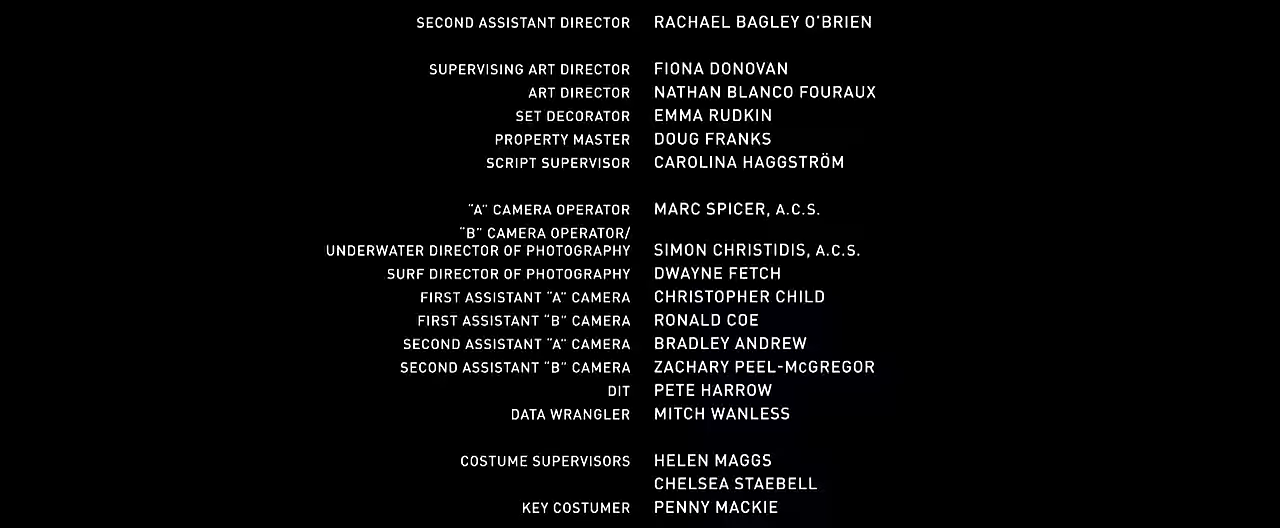 SECOND ASSISTANT DIRECTOR RACHAEL BAGLEY O'BRIEN
SUPERVISING ART DIRECTOR FIONA DONOVAN
ART DIRECTOR NATHAN BLANCO FOURAUX
SET DECORATOR EMMA RUDKIN
PROPERTY MASTER DOUG FRANKS
SCRIPT SUPERVISOR CAROLINA HAGGSTRÖM
"A" CAMERA OPERATOR MARC SPICER, A.C.S.
"B" CAMERA OPERATOR/
UNDERWATER DIRECTOR OF PHOTOGRAPHY SIMON CHRISTIDIS, A.C.S.
SURF DIRECTOR OF PHOTOGRAPHY DWAYNE FETCH
FIRST ASSISTANT "A" CAMERA CHRISTOPHER CHILD
FIRST ASSISTANT "B" CAMERA RONALD COE
SECOND ASSISTANT "A" CAMERA BRADLEY ANDREW
SECOND ASSISTANT "B" CAMERA ZACHARY PEEL-McGREGOR
DIT PETE HARROW
DATA WRANGLER MITCH WANLESS
COSTUME SUPERVISORS HELEN MAGGS
CHELSEA STAEBELL
KEY COSTUMER PENNY MACKIE